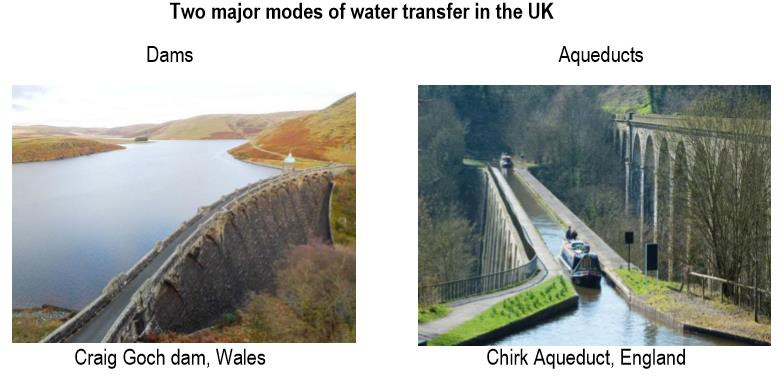 Two major modes of water transfer in the UK
Dams
Aqueducts
Craig Goch dam, Wales
Chirk Aqueduct, England